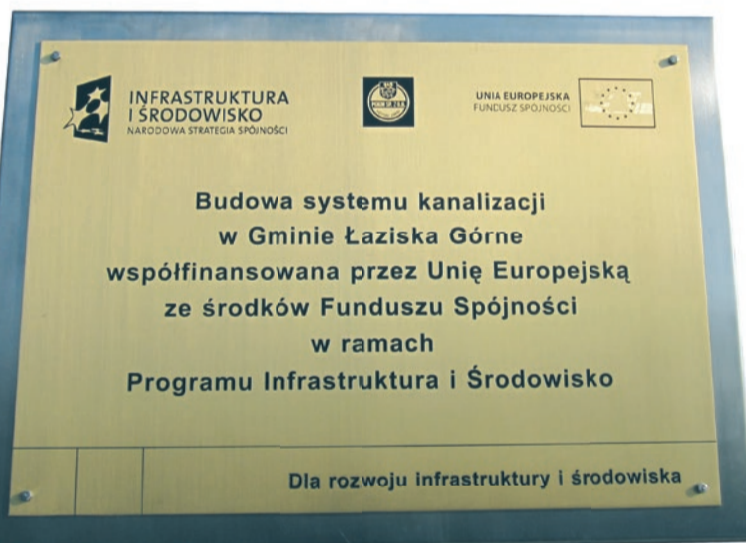 INFRASTRUKTURA
I ŚRODOWISKO
NARODOWA STRATEGIA SPÓJNOŚCI
UNIA EUROPEJSKA
FUNDUSZ SPÓJNOŚCI
Budowa systemu kanalizacji
w Gminie Łaziska Górne
współfinansowana przez Unię Europejską
ze środków Funduszu Spójności
w ramach
Programu Infrastruktura i Środowisko
Dla rozwoju infrastruktury i środowiska